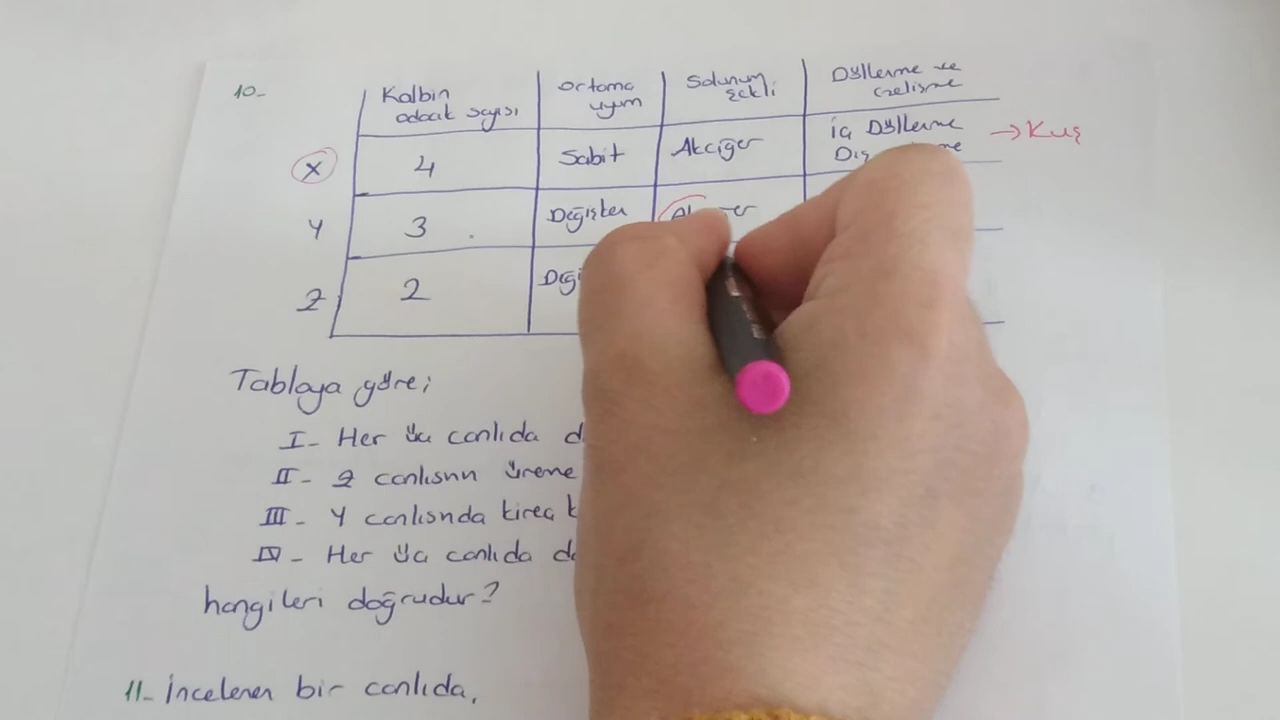 10-
Kalbin odacık sayısı
Ortama uyum
Solunum Şekli
Döllenme ve Gelişme
X 4 Sabit Akciğer İç Döllenme Dış → Kuş
Y 3 Değişken
Z 2
Tabloya göre;
I- Her üç canlıda
II- Z canlısının üreme
III- Y canlısında kireç
IV- Her üç canlıda
hangileri doğrudur?
11- İncelenen bir canlıda,